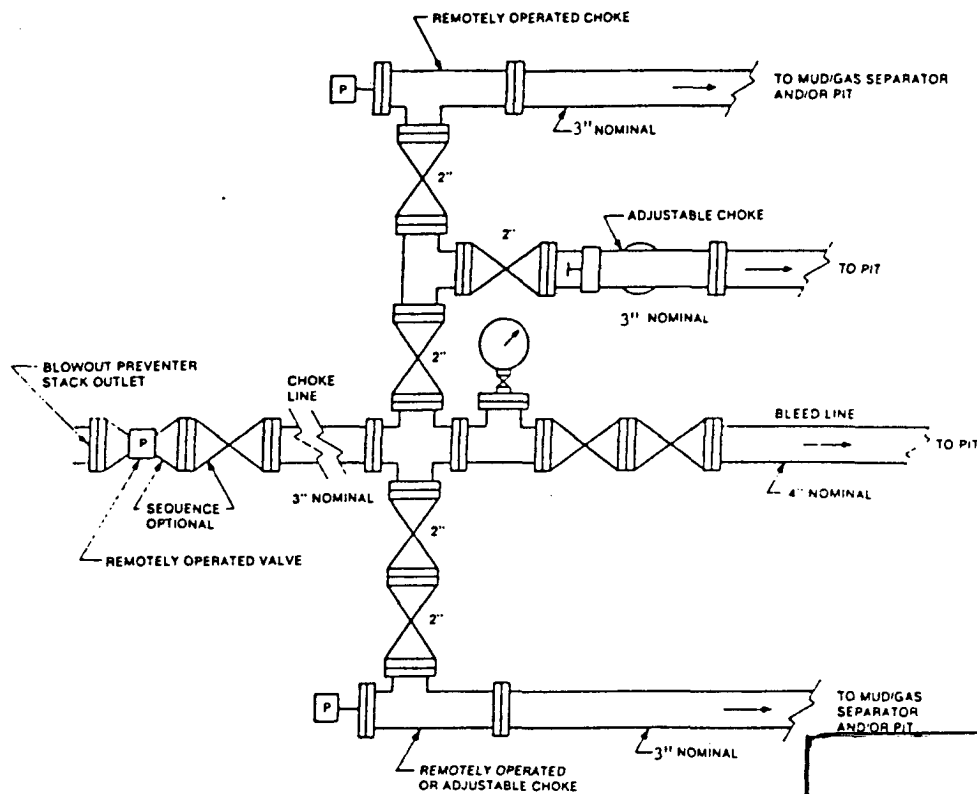 REMOTELY OPERATED CHOKE
P
TO MUD/GAS SEPARATOR
AND/OR PIT
3" NOMINAL
2"
2"
ADJUSTABLE CHOKE
TO PIT
3" NOMINAL
2"
BLOWOUT PREVENTER
STACK OUTLET
CHOKE
LINE
BLEED LINE
P
TO PIT
3" NOMINAL
4" NOMINAL
SEQUENCE
OPTIONAL
2"
REMOTELY OPERATED VALVE
2"
P
TO MUD/GAS
SEPARATOR
AND/OR PIT
3" NOMINAL
REMOTELY OPERATED
OR ADJUSTABLE CHOKE